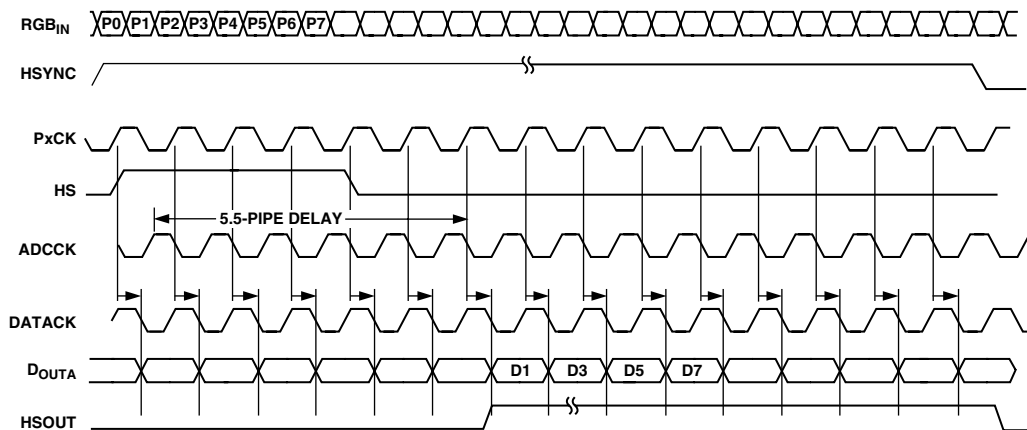 RGBIN P0 P1 P2 P3 P4 P5 P6 P7
HSYNC
PxCK
HS
5.5-PIPE DELAY
ADCCK
DATACK
DOUTA D1 D3 D5 D7
HSOUT